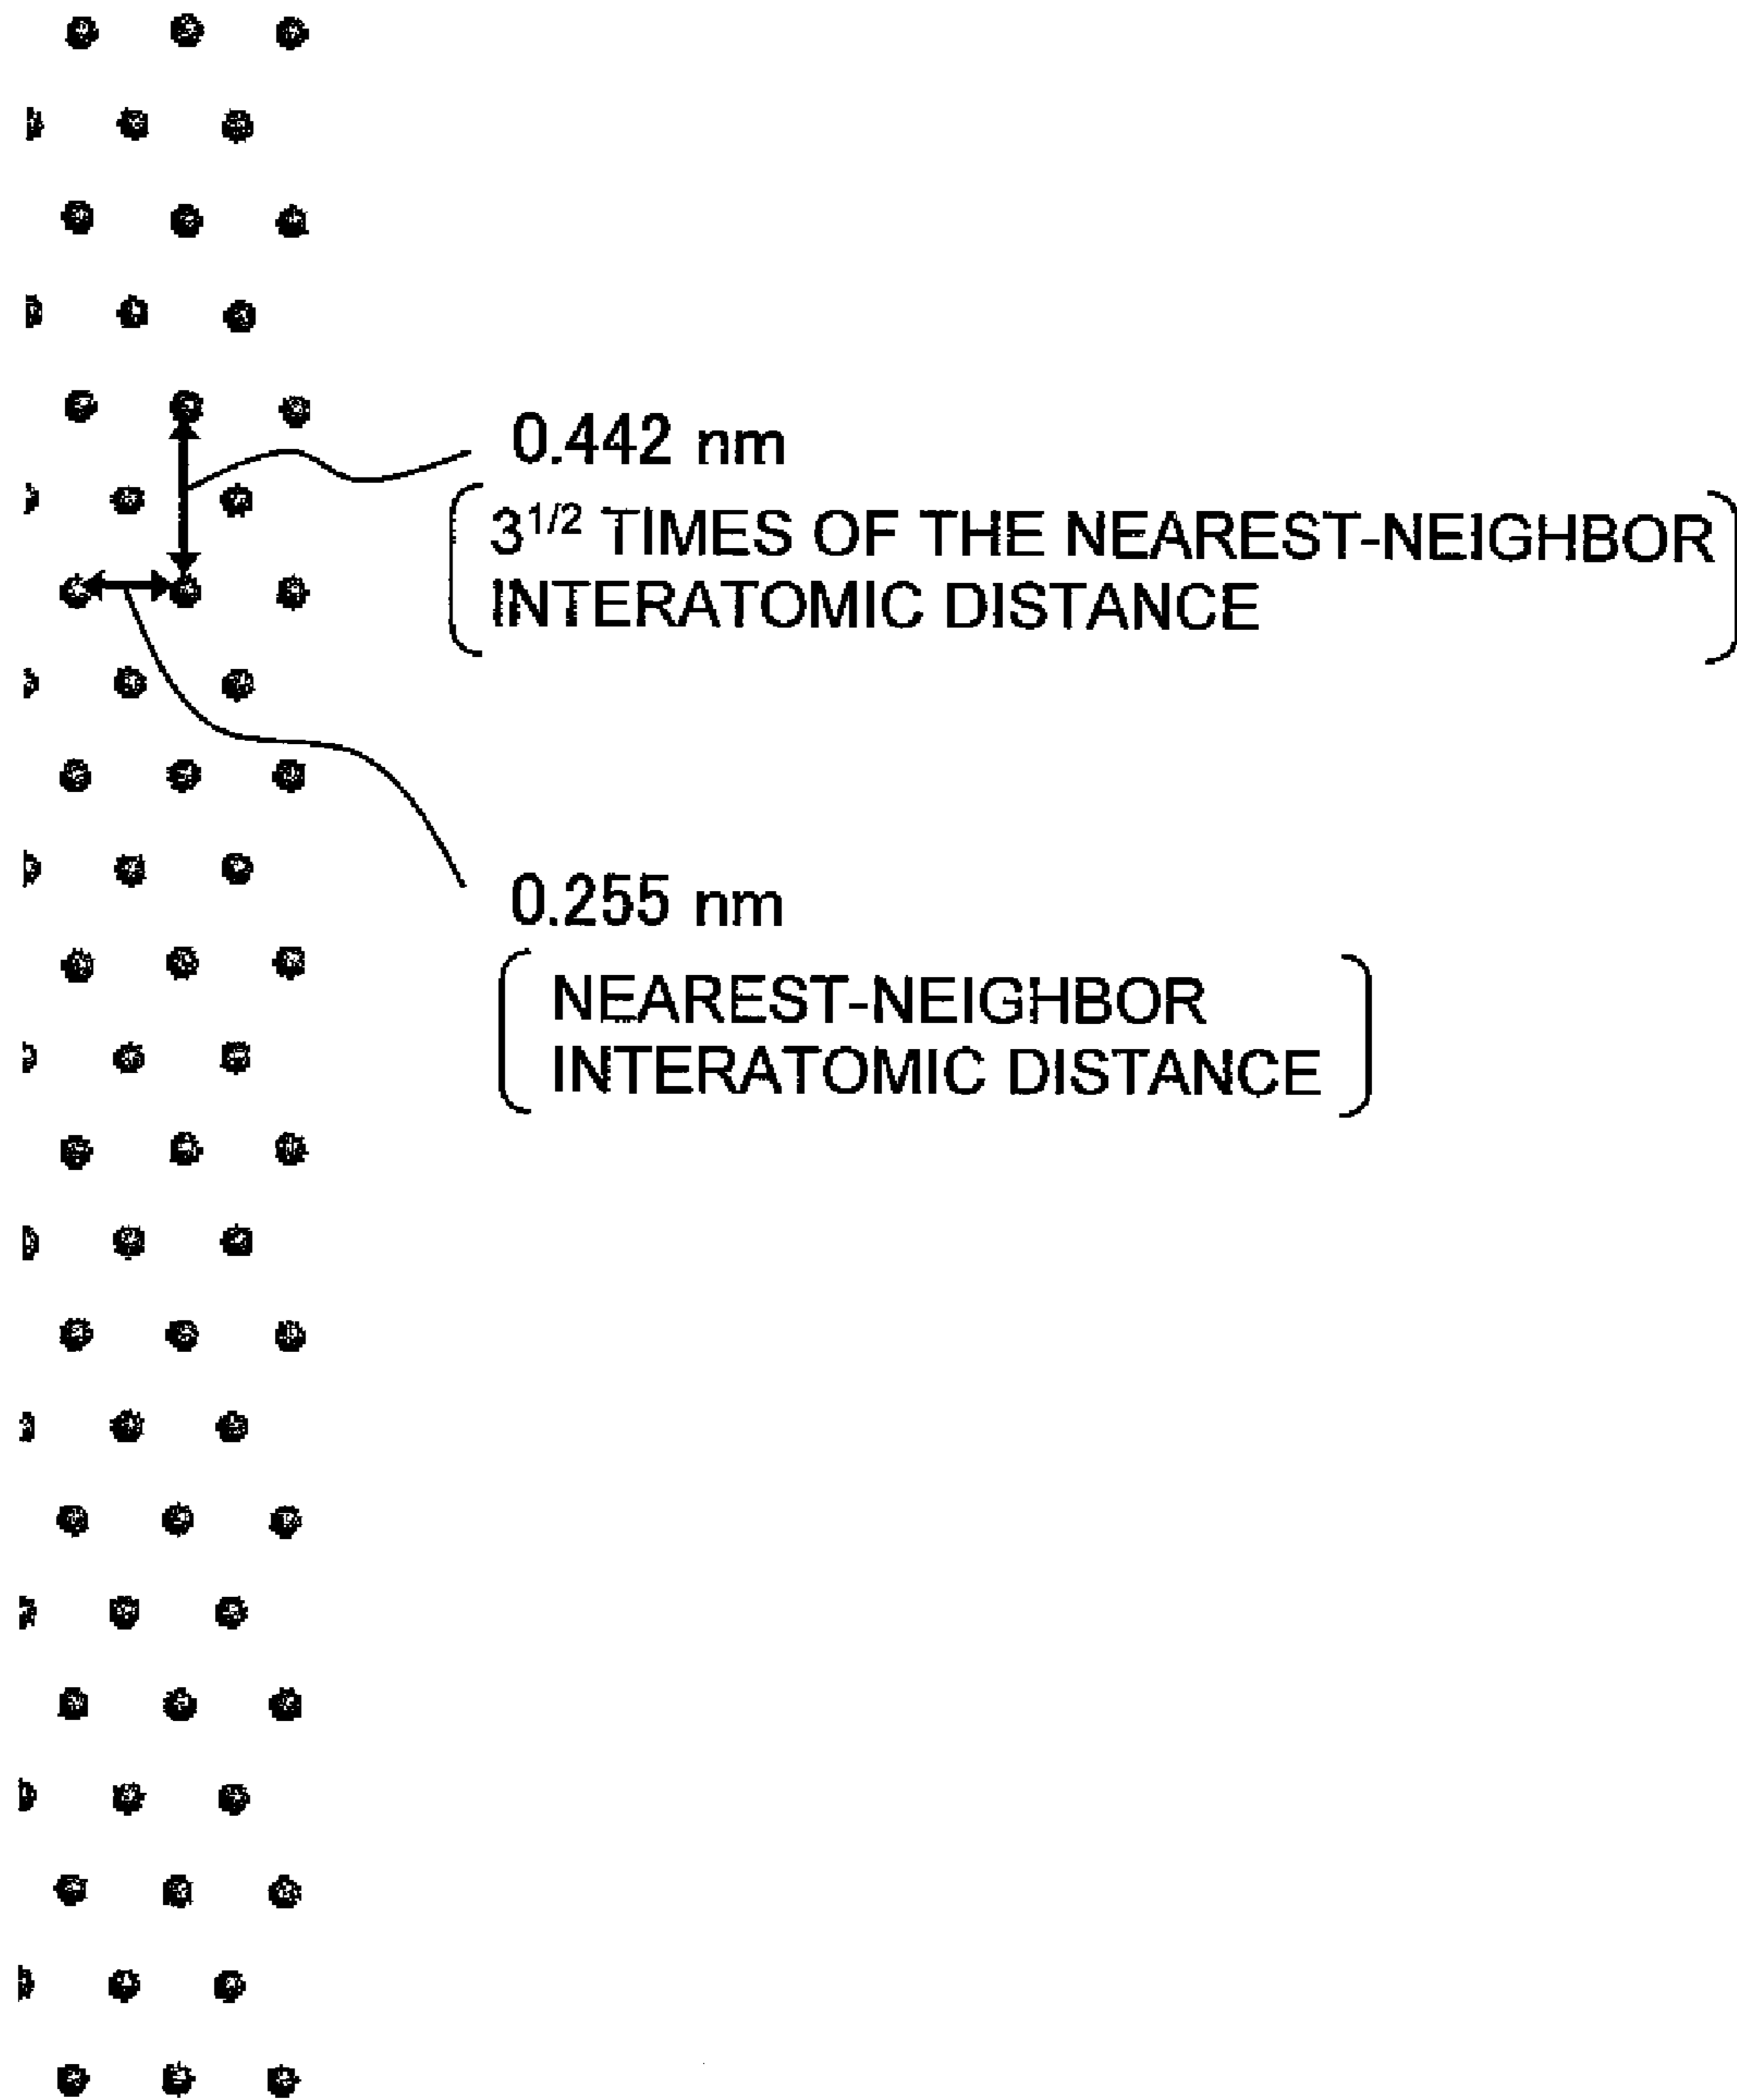 0.442 nm
3^1/2 TIMES OF THE NEAREST-NEIGHBOR
INTERATOMIC DISTANCE
0.255 nm
NEAREST-NEIGHBOR
INTERATOMIC DISTANCE